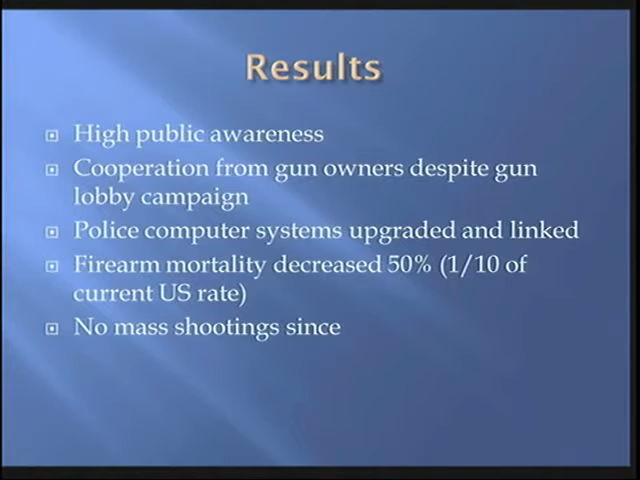 Results
High public awareness
Cooperation from gun owners despite gun
lobby campaign
Police computer systems upgraded and linked
Firearm mortality decreased 50% (1/10 of
current US rate)
No mass shootings since